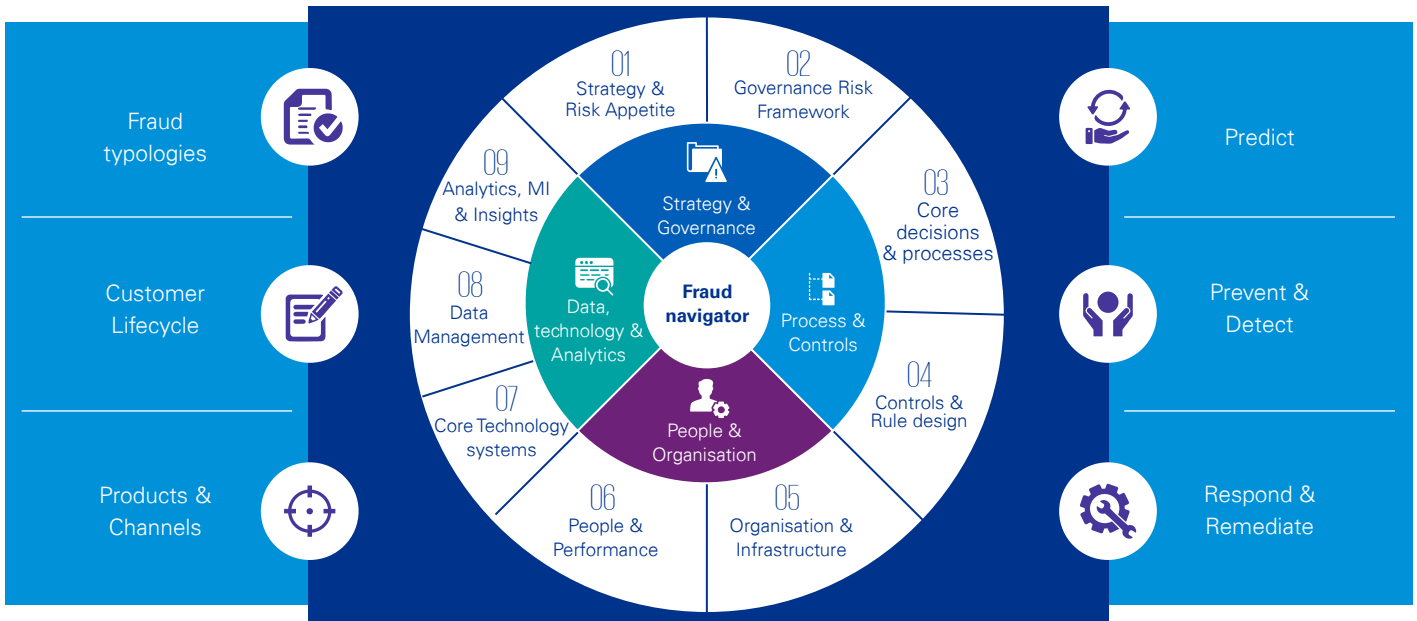 Fraud
typologies
Customer
Lifecycle
Products &
Channels
01
Strategy &
Risk Appetite
02
Governance Risk
Framework
03
Core
decisions
& processes
04
Controls &
Rule design
05
Organisation &
Infrastructure
06
People &
Performance
07
Core Technology
systems
08
Data
Management
09
Analytics, MI
& Insights
Strategy &
Governance
Process &
Controls
People &
Organisation
Data,
technology &
Analytics
Fraud
navigator
Predict
Prevent &
Detect
Respond &
Remediate